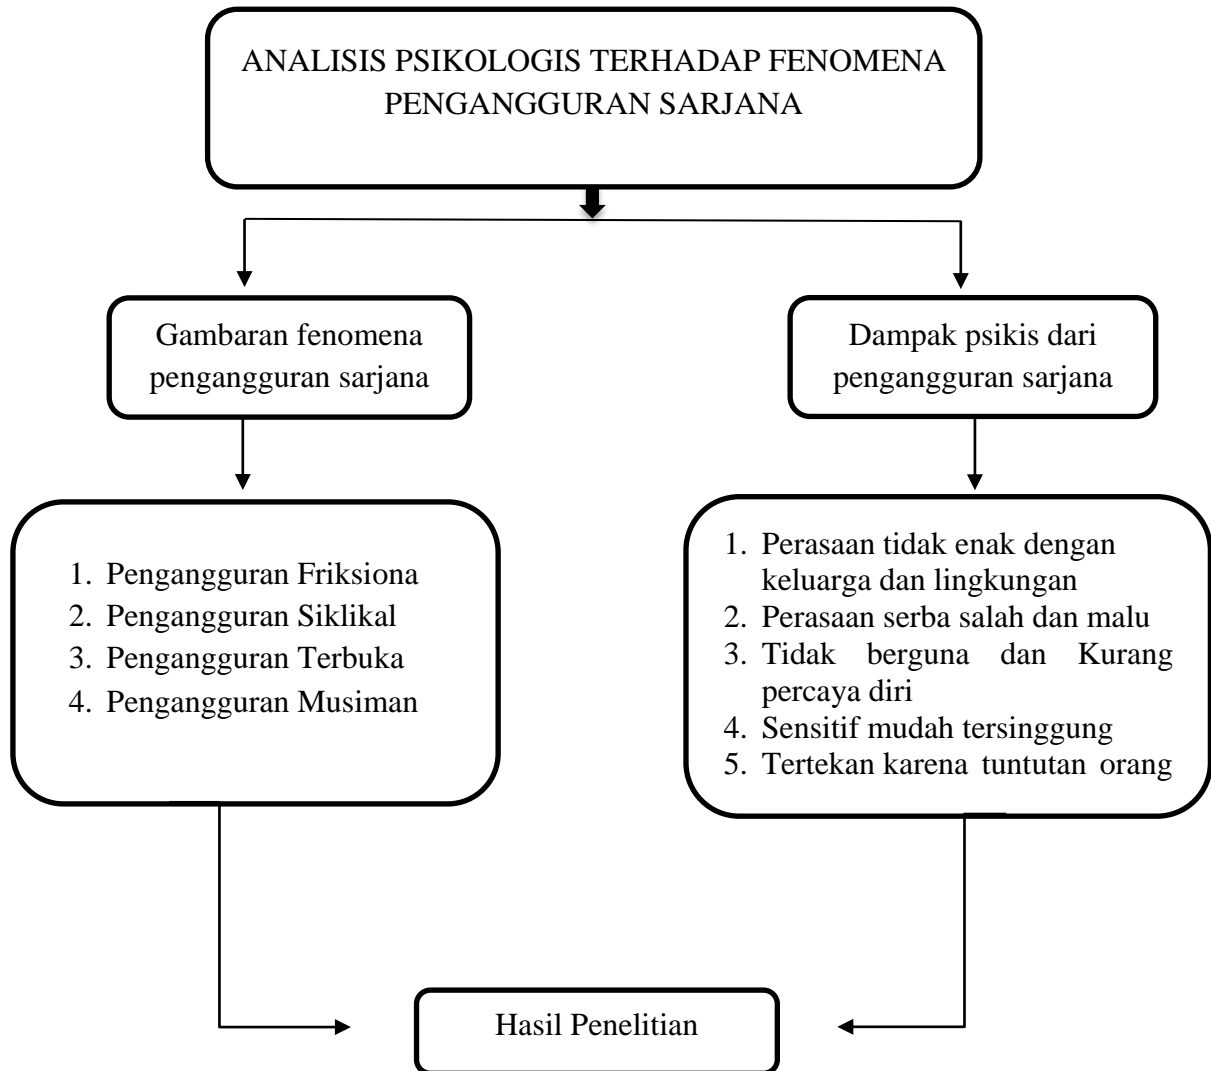 ANALISIS PSIKOLOGIS TERHADAP FENOMENA
PENGANGGURAN SARJANA
Gambaran fenomena
pengangguran sarjana
Dampak psikis dari
pengangguran sarjana
1. Pengangguran Friksiona
2. Pengangguran Siklikal
3. Pengangguran Terbuka
4. Pengangguran Musiman
1. Perasaan tidak enak dengan
keluarga dan lingkungan
2. Perasaan serba salah dan malu
3. Tidak berguna dan Kurang
percaya diri
4. Sensitif mudah tersinggung
5. Tertekan karena tuntutan orang
Hasil Penelitian